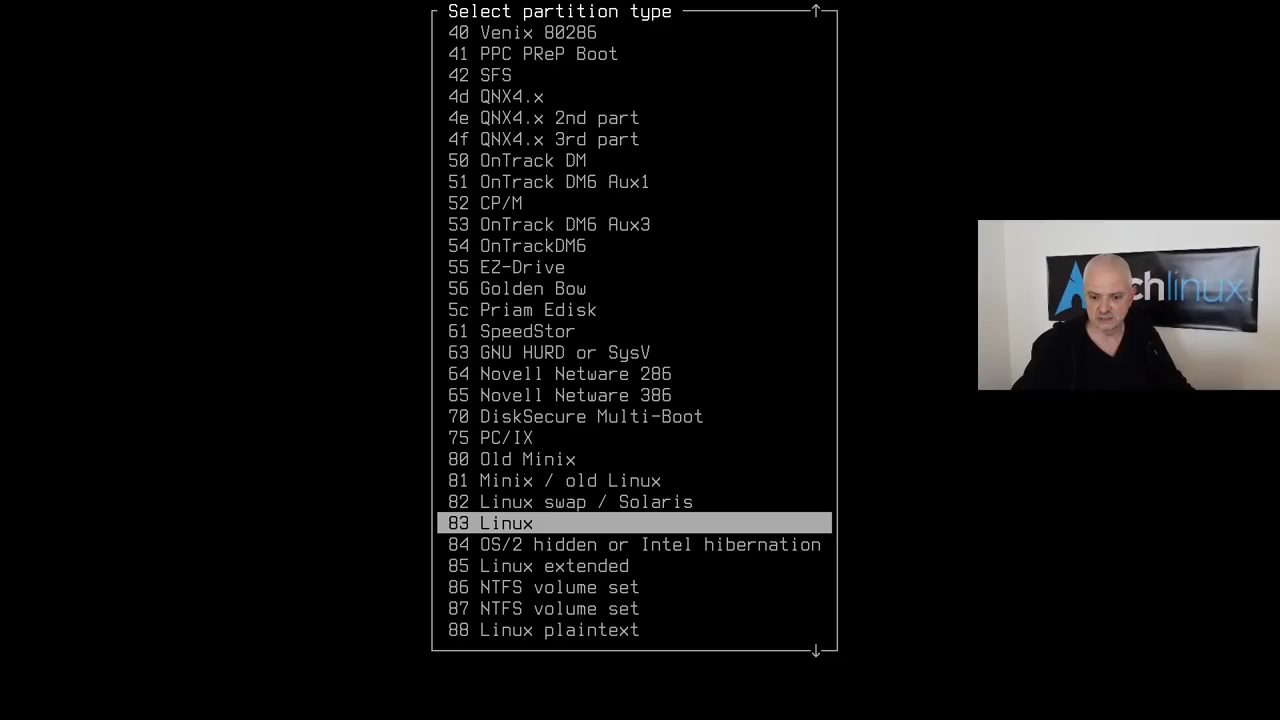 Select partition type
40 Venix 80286
41 PPC PReP Boot
42 SFS
4d QNX4.x
4e QNX4.x 2nd part
4f QNX4.x 3rd part
50 OnTrack DM
51 OnTrack DM6 Aux1
52 CP/M
53 OnTrack DM6 Aux3
54 OnTrackDM6
55 EZ-Drive
56 Golden Bow
5c Priam Edisk
61 SpeedStor
63 GNU HURD or SysV
64 Novell Netware 286
65 Novell Netware 386
70 DiskSecure Multi-Boot
75 PC/IX
80 Old Minix
81 Minix / old Linux
82 Linux swap / Solaris
83 Linux
84 OS/2 hidden or Intel hibernation
85 Linux extended
86 NTFS volume set
87 NTFS volume set
88 Linux plaintext
chlinux